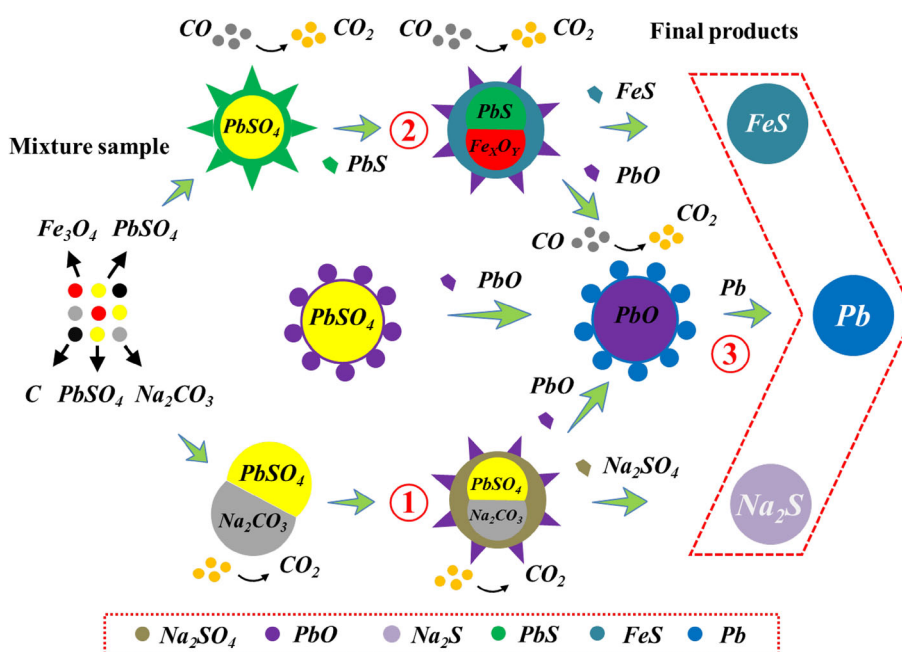 CO CO₂ CO CO₂ Final products
PbSO₄ ② PbS FeₓOᵧ FeS FeS
Mixture sample PbS PbO
Fe₃O₄ PbSO₄ CO CO₂
PbSO₄ PbO PbO Pb ③ Pb
C PbSO₄ Na₂CO₃ PbO
PbSO₄ Na₂CO₃ ① PbSO₄ Na₂CO₃ Na₂SO₄ Na₂S
CO₂ CO₂
Na₂SO₄ PbO Na₂S PbS FeS Pb